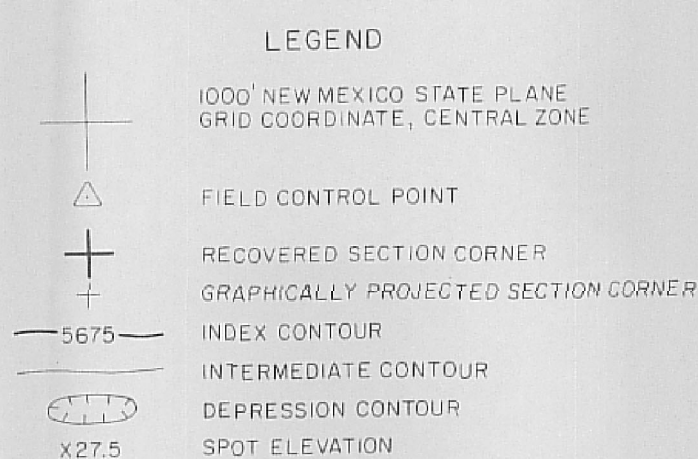 LEGEND
1000' NEW MEXICO STATE PLANE
GRID COORDINATE, CENTRAL ZONE
FIELD CONTROL POINT
RECOVERED SECTION CORNER
GRAPHICALLY PROJECTED SECTION CORNER
5675 INDEX CONTOUR
INTERMEDIATE CONTOUR
DEPRESSION CONTOUR
X27.5 SPOT ELEVATION